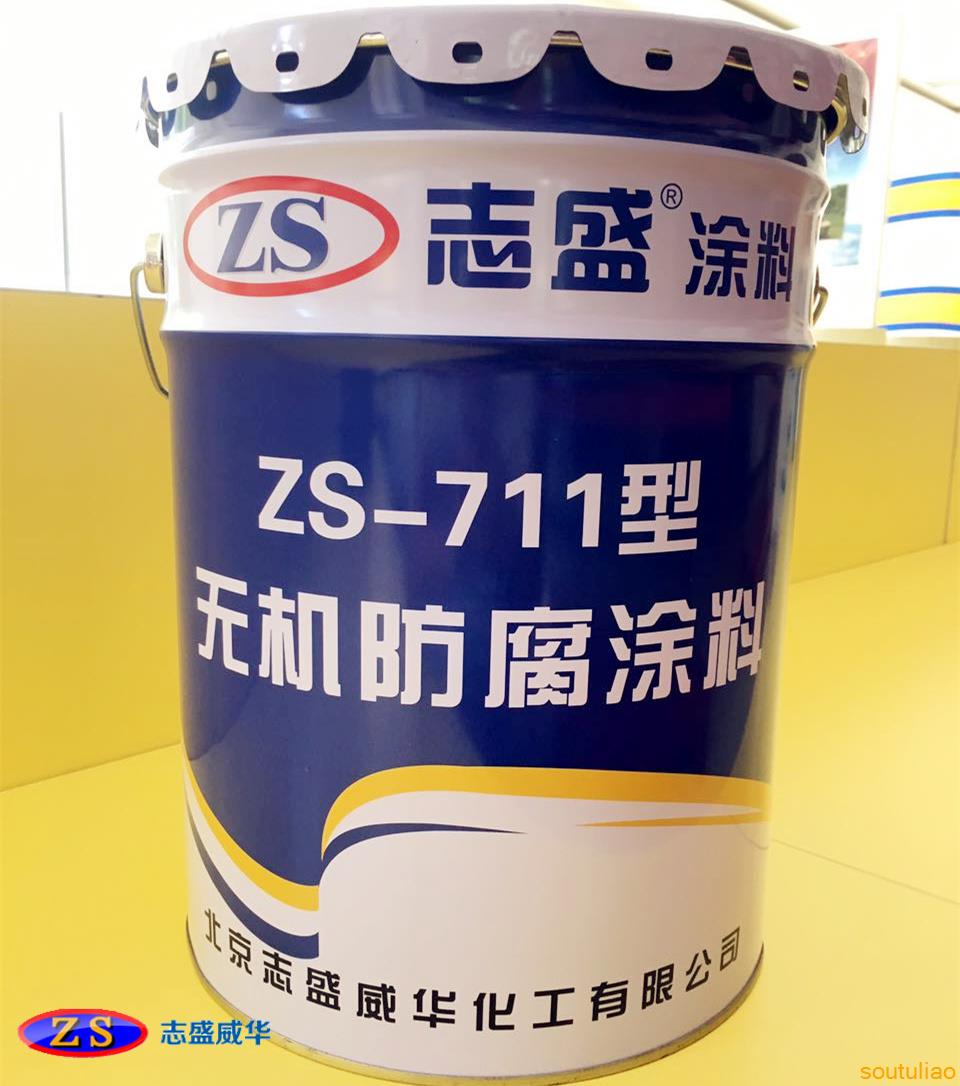 ZS 志盛® 涂料
ZS-711型
无机防腐涂料
北京志盛威华化工有限公司
ZS 志盛威华
soutuliao